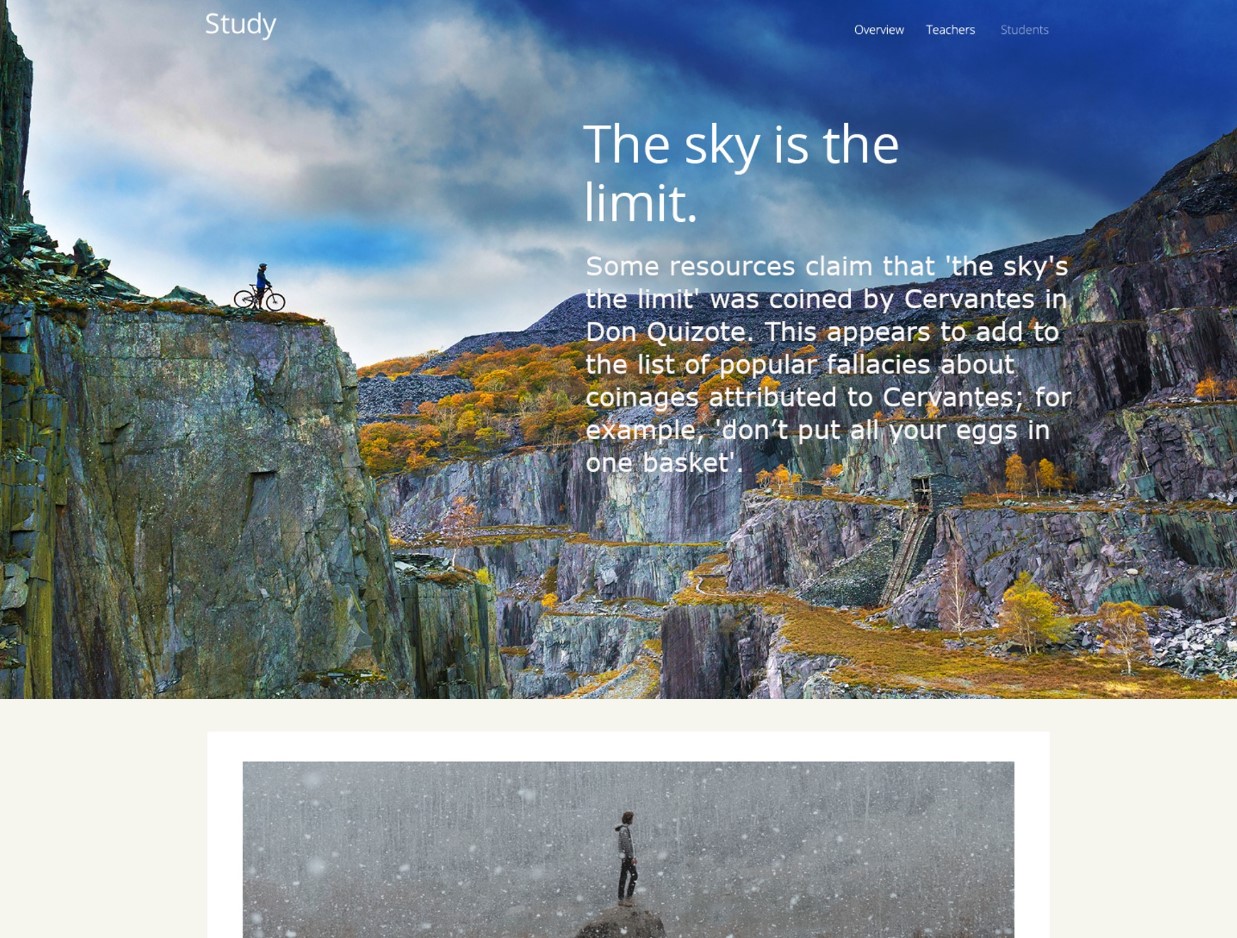 Study
Overview Teachers Students
The sky is the
limit.
Some resources claim that 'the sky's
the limit' was coined by Cervantes in
Don Quizote. This appears to add to
the list of popular fallacies about
coinages attributed to Cervantes; for
example, 'don’t put all your eggs in
one basket'.